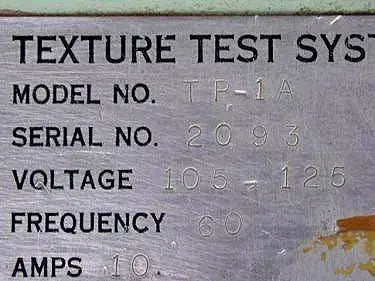 TEXTURE TEST SYST
MODEL NO. TP-1A
SERIAL NO. 2093
VOLTAGE 105-125
FREQUENCY 60
AMPS 10.